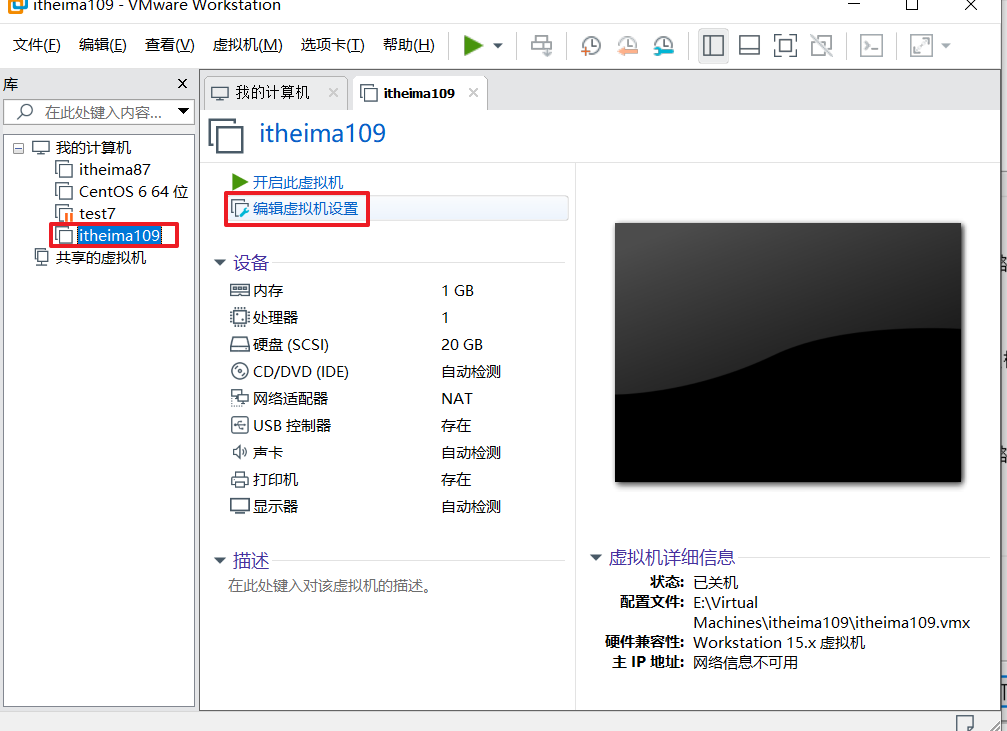 itheima109 - VMware Workstation
文件(F) 编辑(E) 查看(V) 虚拟机(M) 选项卡(T) 帮助(H)
库
在此处键入内容...
我的计算机
itheima87
CentOS 6 64 位
test7
itheima109
共享的虚拟机
我的计算机
itheima109
itheima109
开启此虚拟机
编辑虚拟机设置
设备
内存 1 GB
处理器 1
硬盘 (SCSI) 20 GB
CD/DVD (IDE) 自动检测
网络适配器 NAT
USB 控制器 存在
声卡 自动检测
打印机 存在
显示器 自动检测
描述
在此处键入对该虚拟机的描述。
虚拟机详细信息
状态: 已关机
配置文件: E:\Virtual
Machines\itheima109\itheima109.vmx
硬件兼容性: Workstation 15.x 虚拟机
主 IP 地址: 网络信息不可用